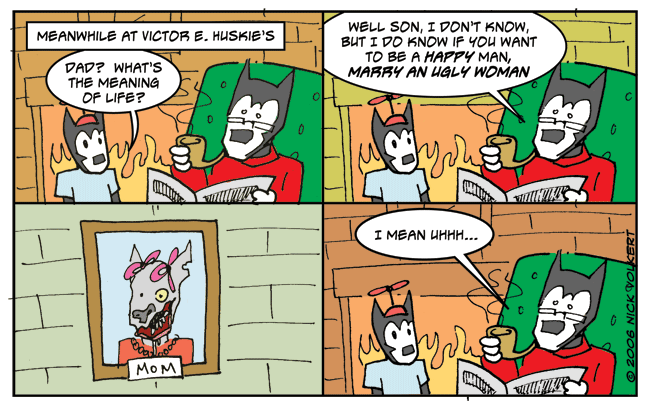 MEANWHILE AT VICTOR E. HUSKIE'S
DAD? WHAT'S
THE MEANING
OF LIFE?
WELL SON, I DON'T KNOW,
BUT I DO KNOW IF YOU WANT
TO BE A HAPPY MAN,
MARRY AN UGLY WOMAN
MOM
I MEAN UHHH...
© 2006 NICK VOLKERT